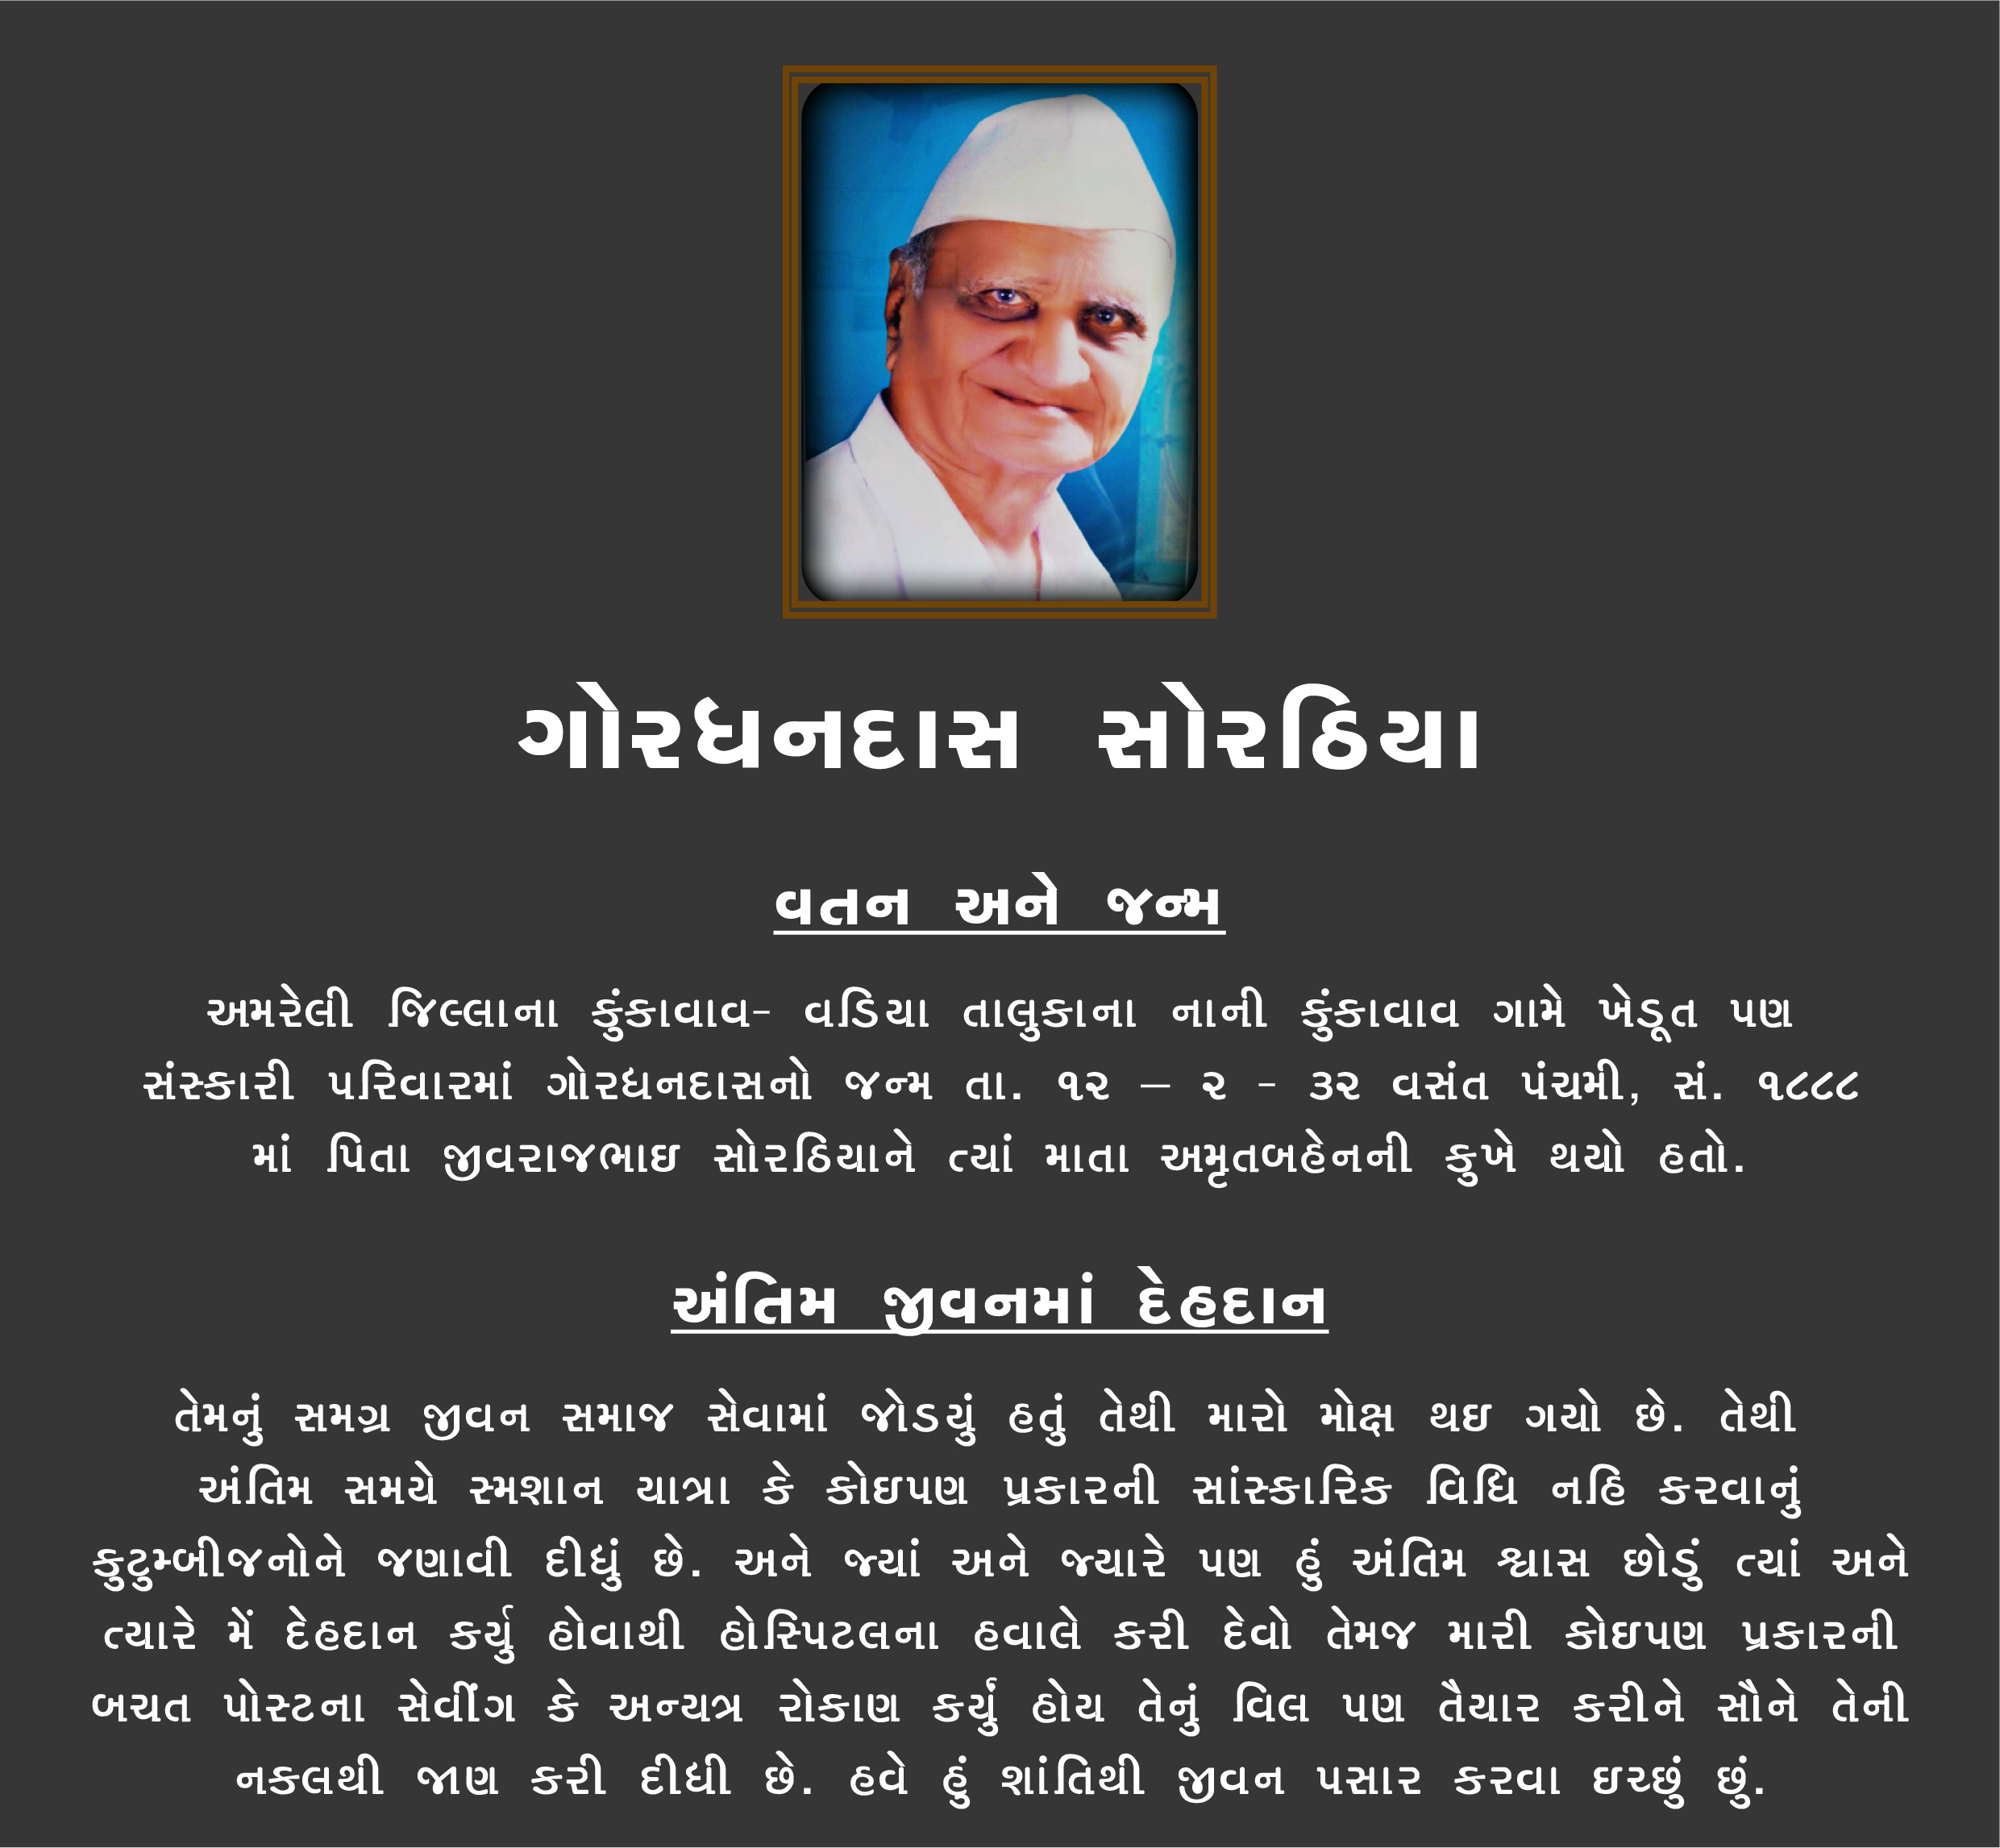 ગોરધનદાસ સોરઠિયા
વતન અને જન્મ
અમરેલી જિલ્લાના કુંકાવાવ- વડિયા તાલુકાના નાની કુંકાવાવ ગામે ખેડૂત પણ
સંસ્કારી પરિવારમાં ગોરધનદાસનો જન્મ તા. ૧૨ – ૨ - ૩૨ વસંત પંચમી, સં. ૧૮૮૮
માં પિતા જીવરાજભાઇ સોરઠિયાને ત્યાં માતા અમૃતબહેનની કુખે થયો હતો.
અંતિમ જીવનમાં દેહદાન
તેમનું સમગ્ર જીવન સમાજ સેવામાં જોડયું હતું તેથી મારો મોક્ષ થઇ ગયો છે. તેથી
અંતિમ સમયે સ્મશાન યાત્રા કે કોઇપણ પ્રકારની સાંસ્કારિક વિધિ નહિ કરવાનું
કુટુમ્બીજનોને જણાવી દીધું છે. અને જ્યાં અને જ્યારે પણ હું અંતિમ શ્વાસ છોડું ત્યાં અને
ત્યારે મેં દેહદાન કર્યુ હોવાથી હોસ્પિટલના હવાલે કરી દેવો તેમજ મારી કોઇપણ પ્રકારની
બચત પોસ્ટના સેવીંગ કે અન્યત્ર રોકાણ કર્યું હોય તેનું વિલ પણ તૈયાર કરીને સૌને તેની
નકલથી જાણ કરી દીધી છે. હવે હું શાંતિથી જીવન પસાર કરવા ઇચ્છું છું.